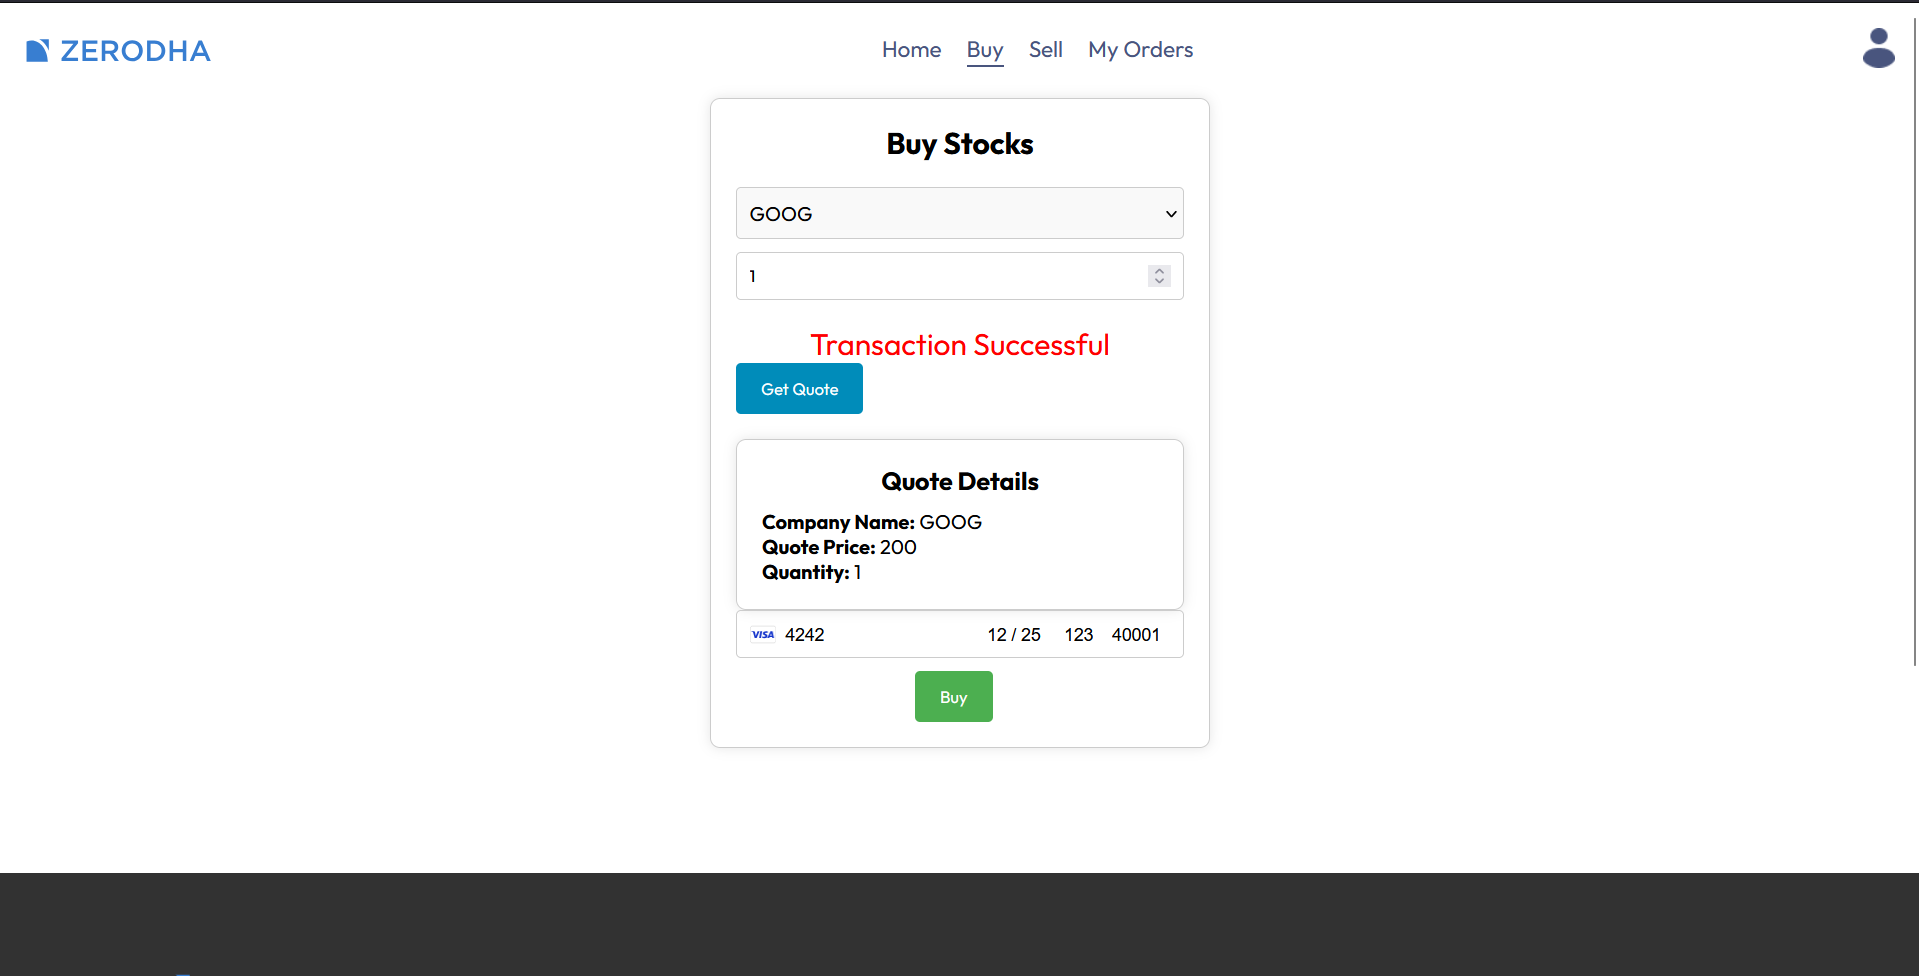 ZERODHA
Home Buy Sell My Orders
Buy Stocks
GOOG
1
Transaction Successful
Get Quote
Quote Details
Company Name: GOOG
Quote Price: 200
Quantity: 1
VISA 4242 12 / 25 123 40001
Buy